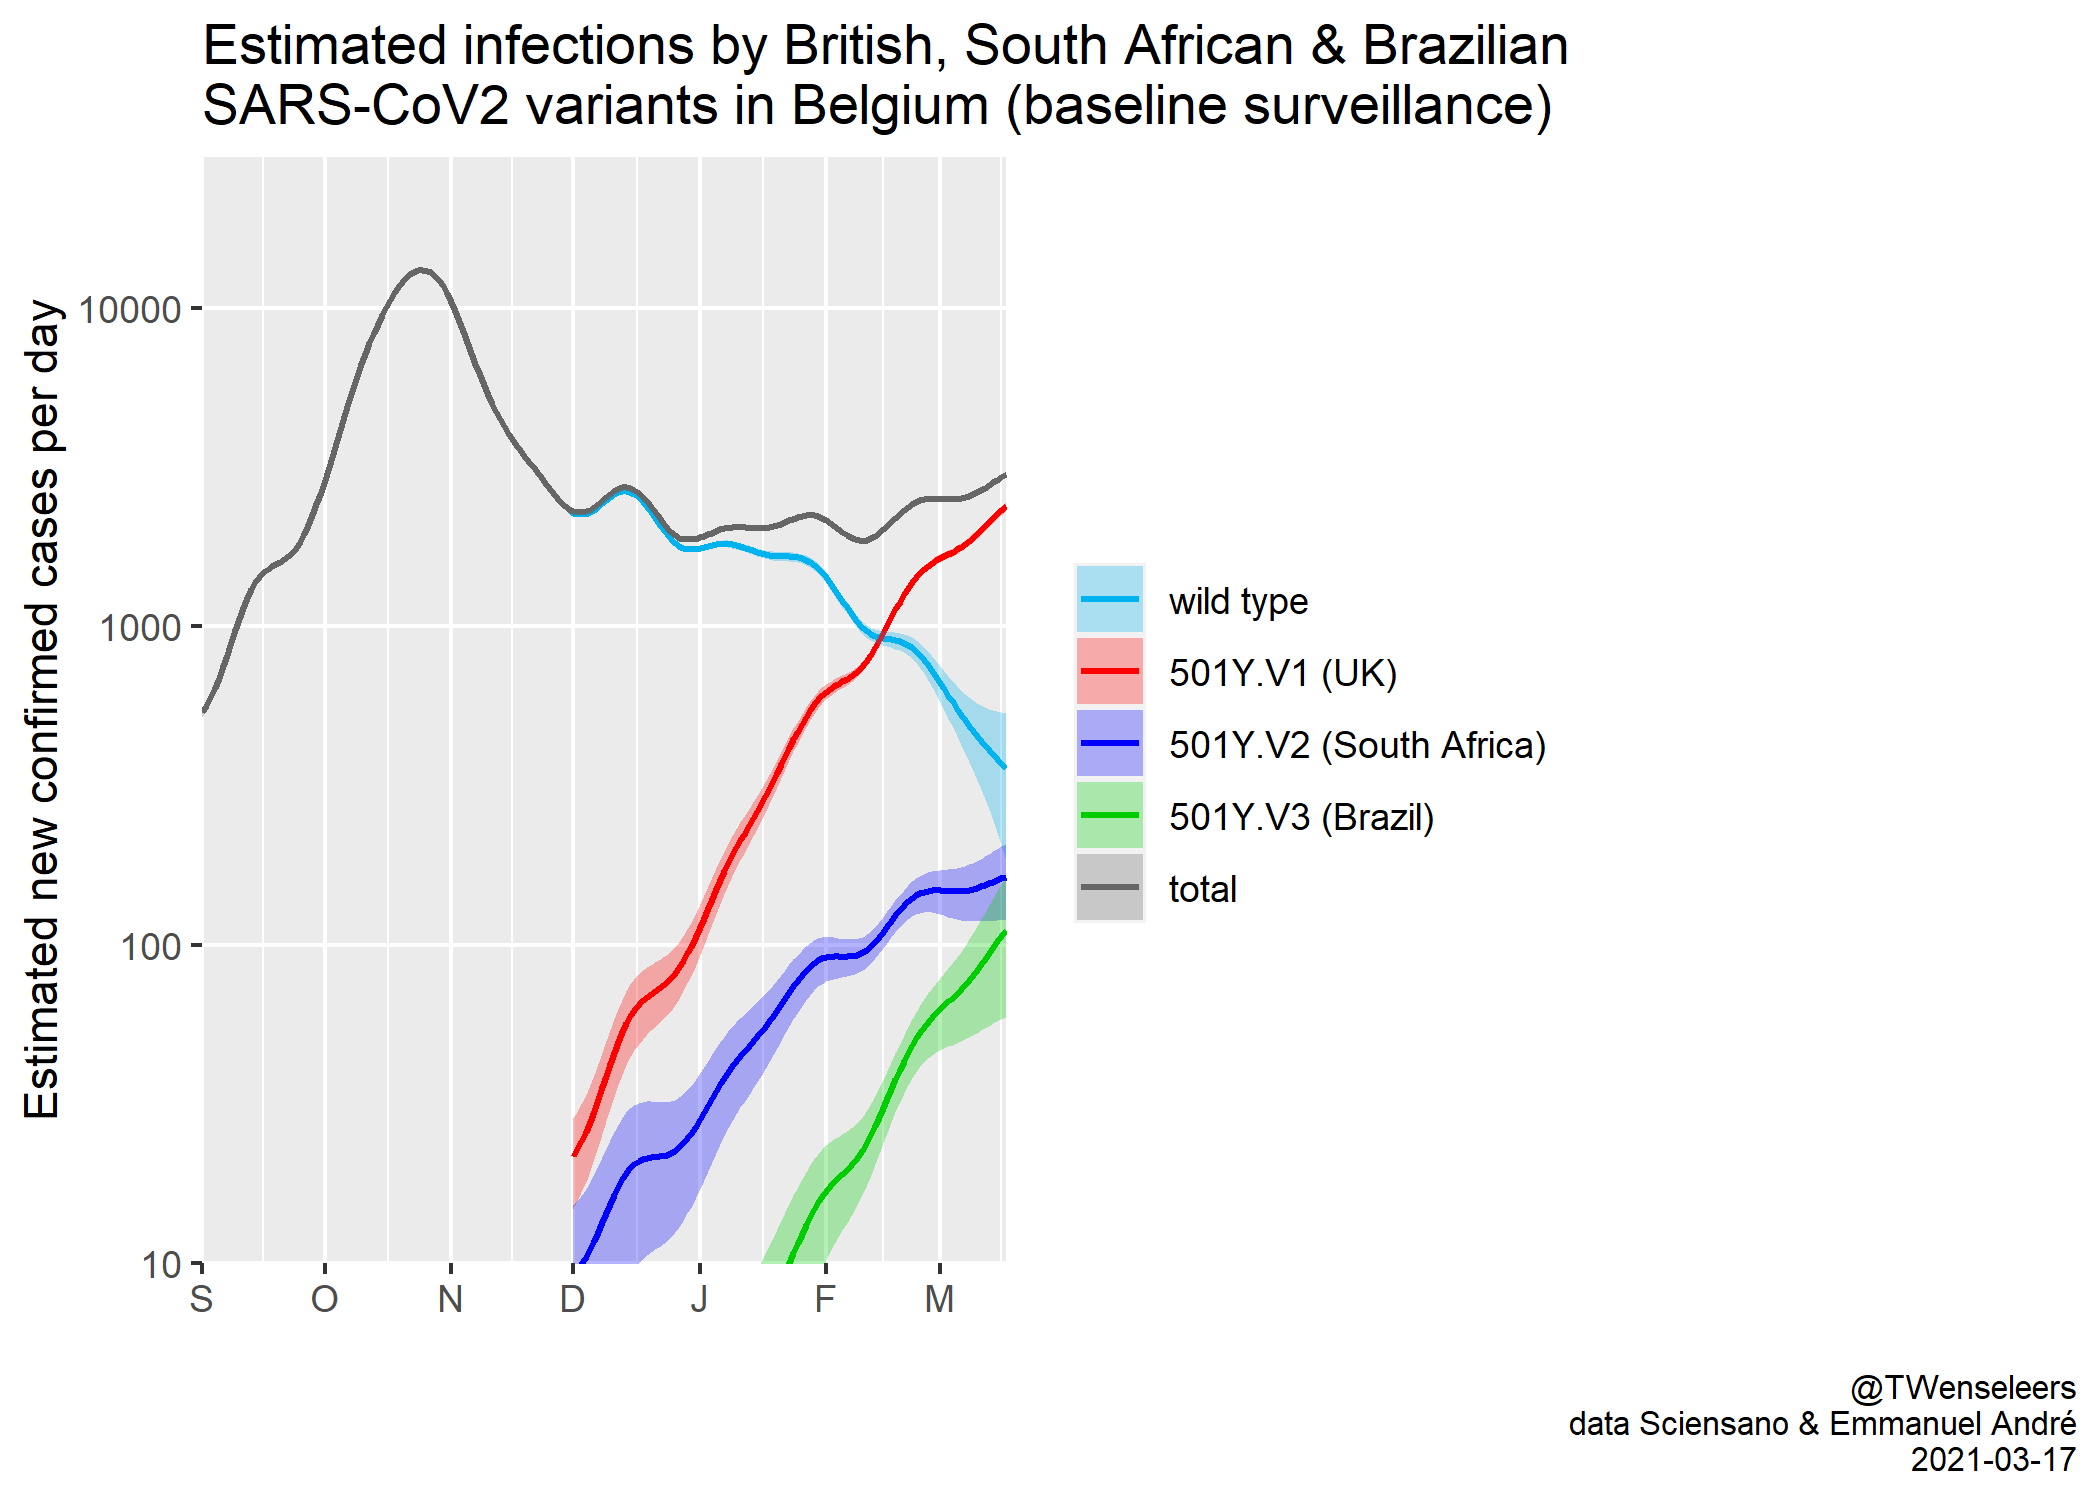 Estimated infections by British, South African & Brazilian
SARS-CoV2 variants in Belgium (baseline surveillance)
Estimated new confirmed cases per day
10000
1000
100
10
S O N D J F M
wild type
501Y.V1 (UK)
501Y.V2 (South Africa)
501Y.V3 (Brazil)
total
@TWenseleers
data Sciensano & Emmanuel André
2021-03-17